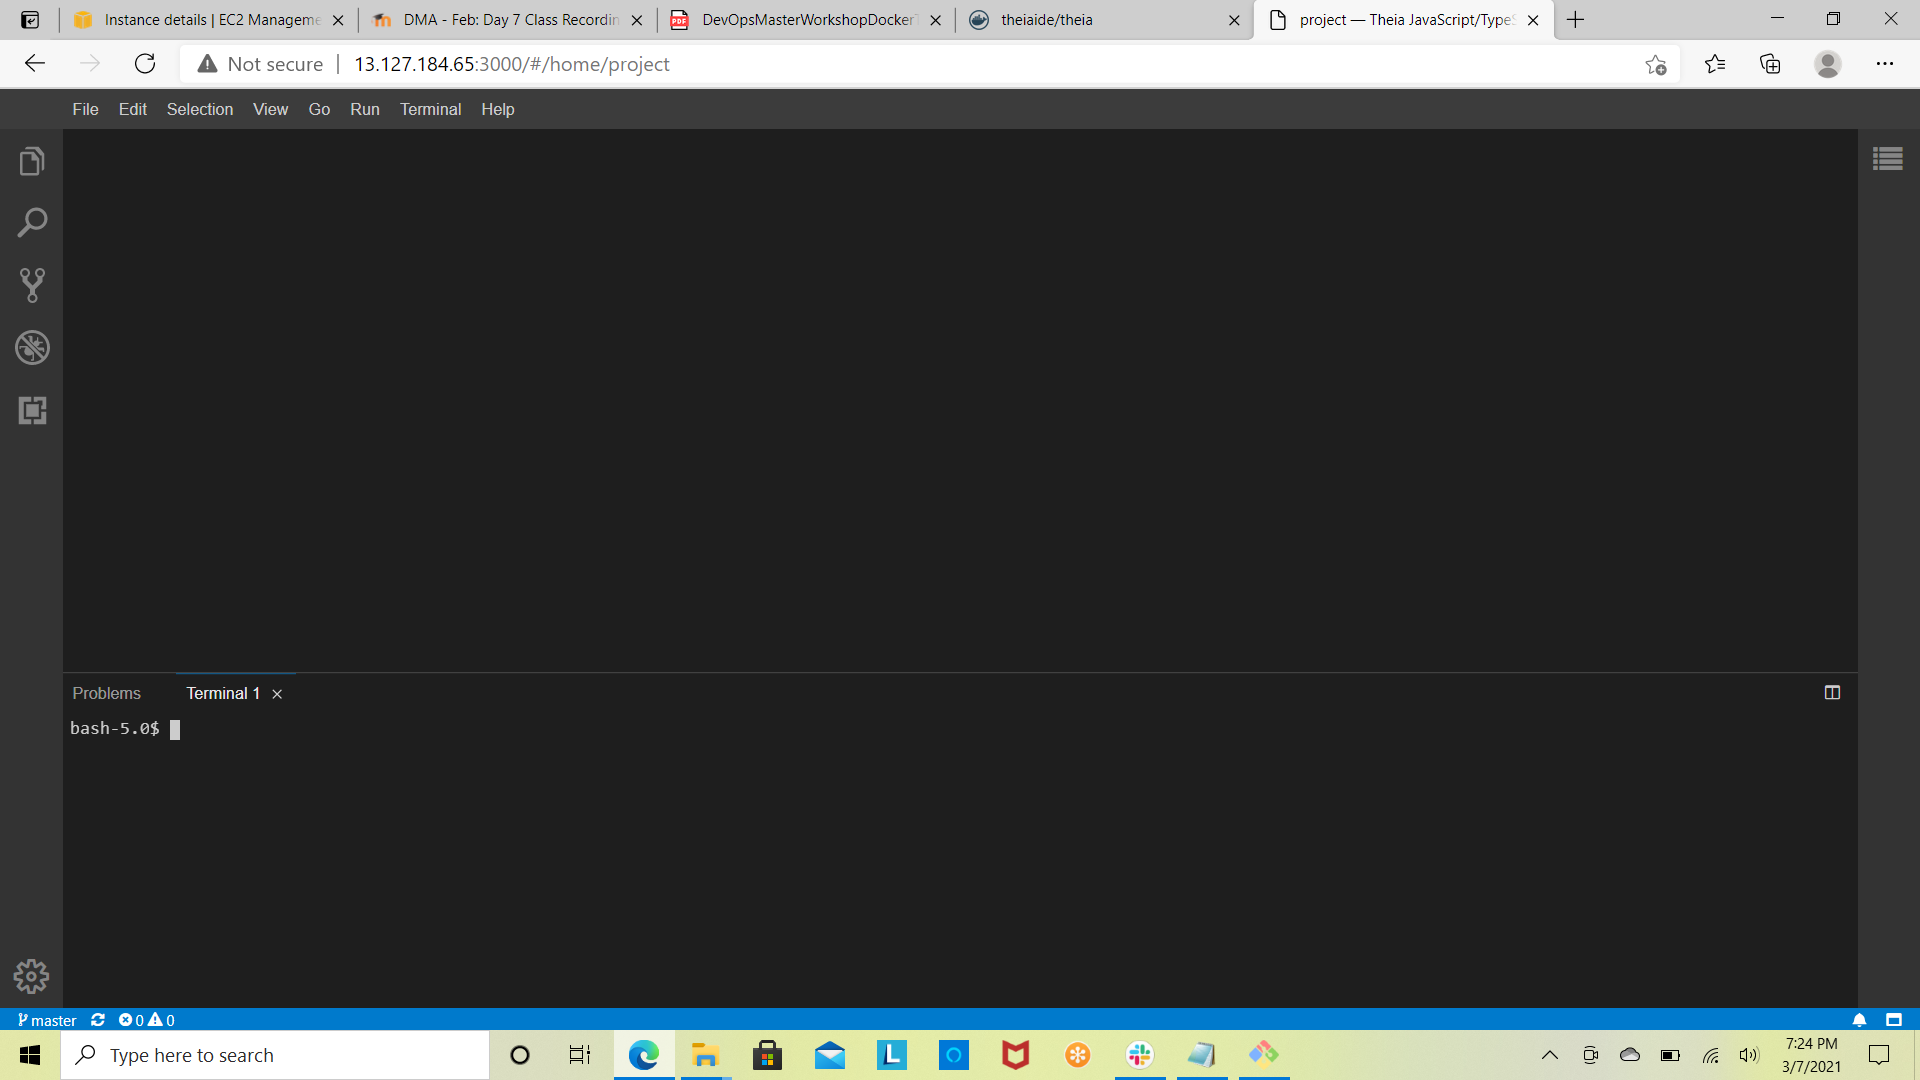 Instance details | EC2 Manageme
DMA - Feb: Day 7 Class Recordin
DevOpsMasterWorkshopDocker
theiaide/theia
project — Theia JavaScript/TypeS
Not secure | 13.127.184.65:3000/#/home/project
File Edit Selection View Go Run Terminal Help
Problems Terminal 1
bash-5.0$
master 0 0
Type here to search
7:24 PM
3/7/2021